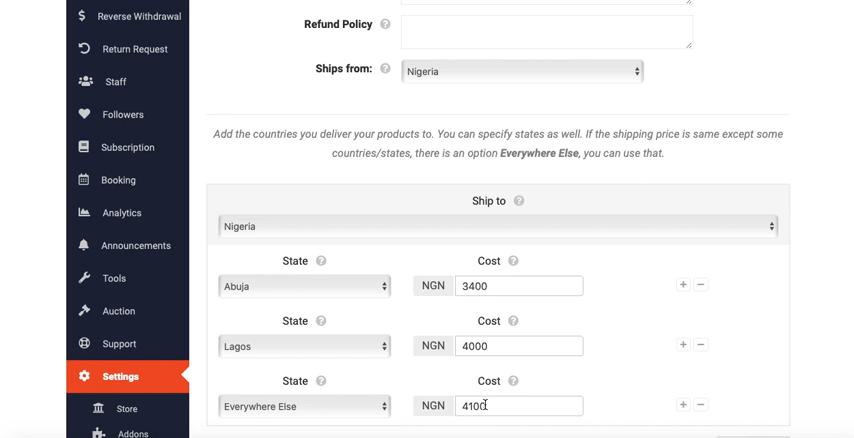 Reverse Withdrawal
Return Request
Staff
Followers
Subscription
Booking
Analytics
Announcements
Tools
Auction
Support
Settings
Store
Addons
Refund Policy
Ships from:
Nigeria
Add the countries you deliver your products to. You can specify states as well. If the shipping price is same except some
countries/states, there is an option Everywhere Else, you can use that.
Ship to
Nigeria
State Cost
Abuja NGN 3400
State Cost
Lagos NGN 4000
State Cost
Everywhere Else NGN 4100